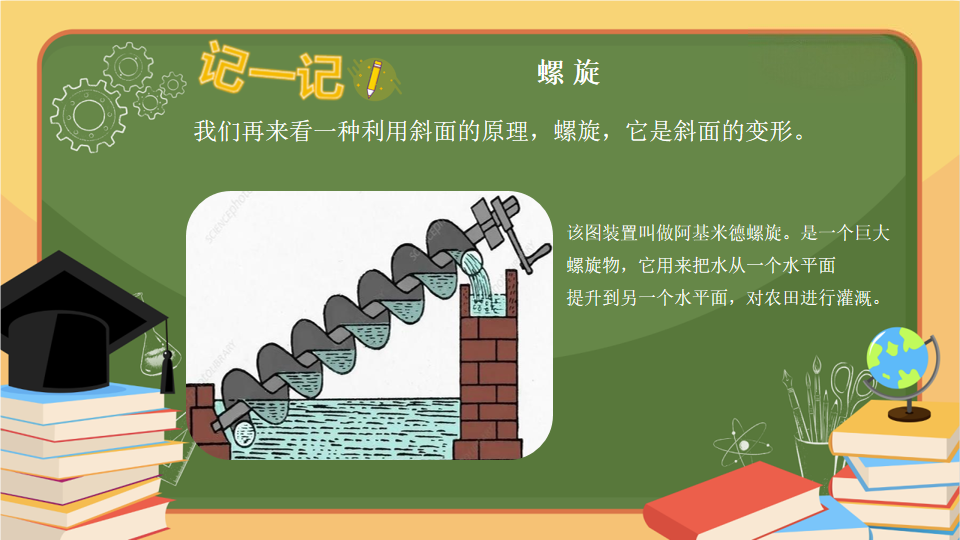 记一记
螺 旋
我们再来看一种利用斜面的原理，螺旋，它是斜面的变形。
该图装置叫做阿基米德螺旋。是一个巨大
螺旋物，它用来把水从一个水平面
提升到另一个水平面，对农田进行灌溉。